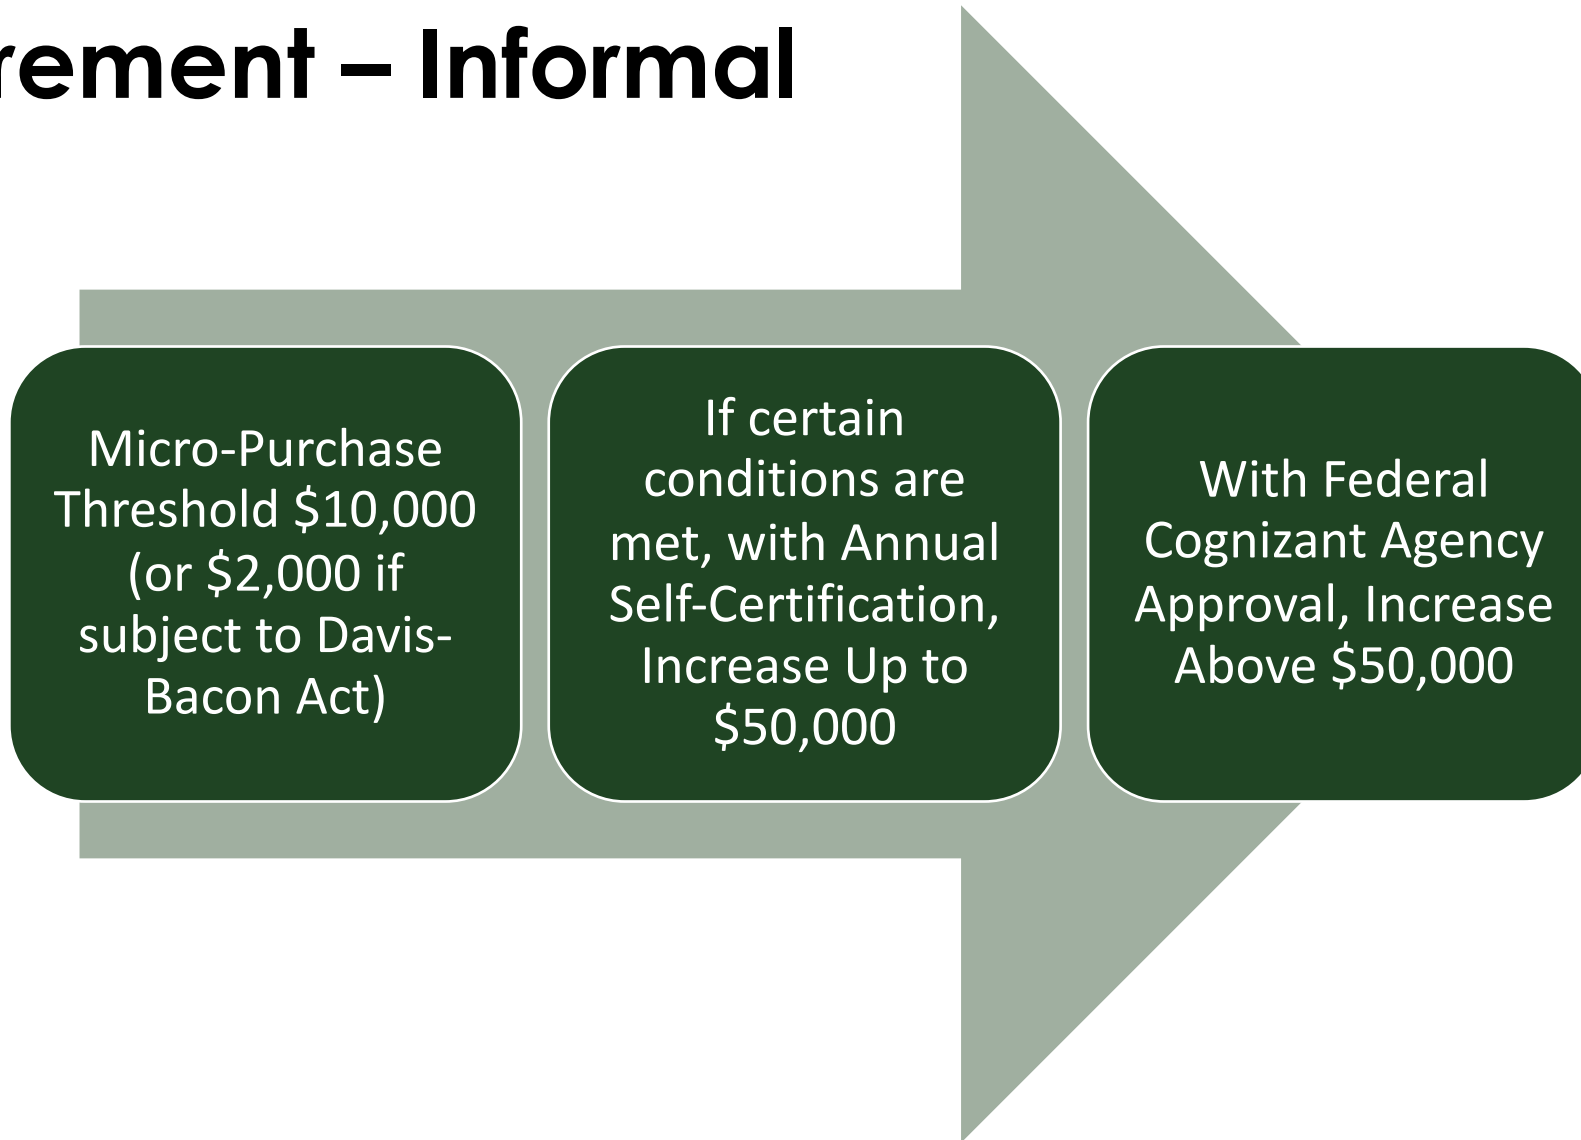 rement – Informal
Micro-Purchase
Threshold $10,000
(or $2,000 if
subject to Davis-
Bacon Act)
If certain
conditions are
met, with Annual
Self-Certification,
Increase Up to
$50,000
With Federal
Cognizant Agency
Approval, Increase
Above $50,000